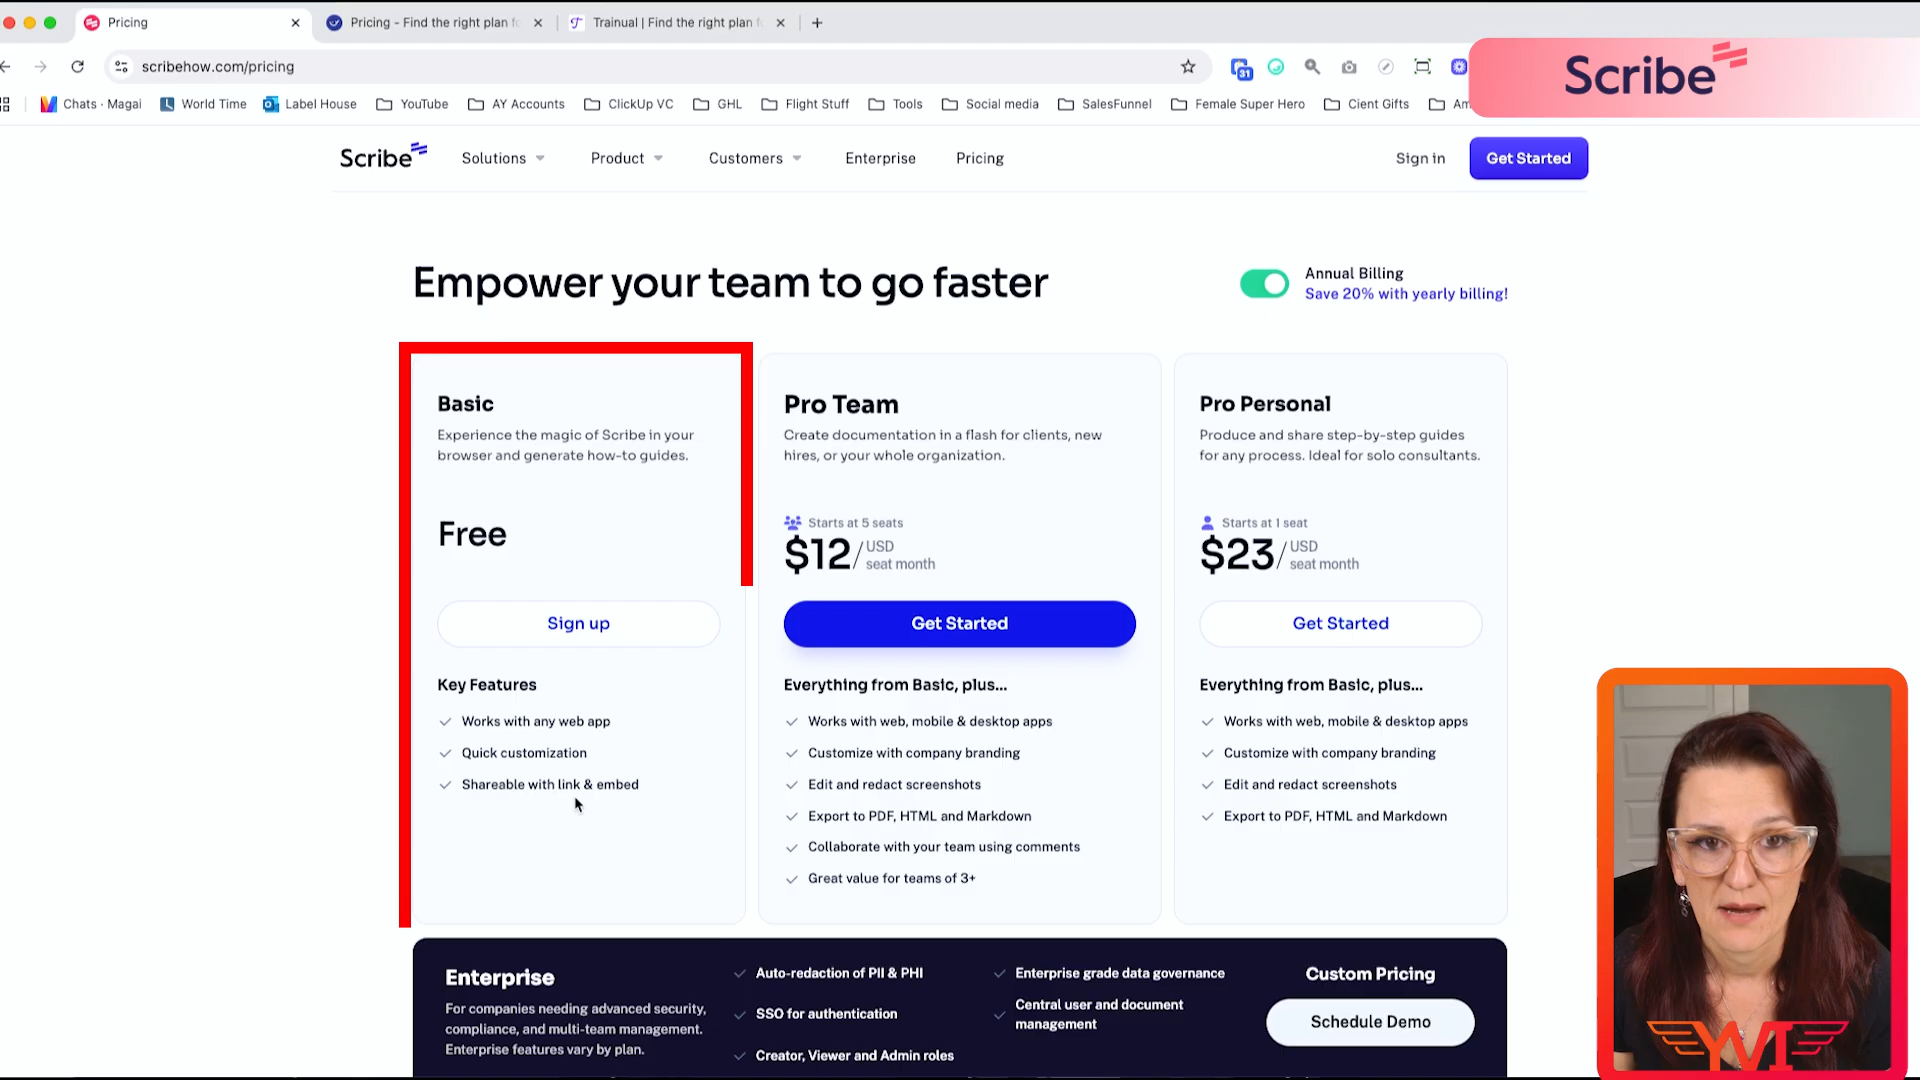 Pricing
Pricing - Find the right plan f
Trainual | Find the right plan f
scribehow.com/pricing
31
Scribe
Chats · Magai
World Time
Label House
YouTube
AY Accounts
ClickUp VC
GHL
Flight Stuff
Tools
Social media
SalesFunnel
Female Super Hero
Cient Gifts
Am
Scribe
Solutions
Product
Customers
Enterprise
Pricing
Sign in
Get Started
Empower your team to go faster
Annual Billing
Save 20% with yearly billing!
Basic
Experience the magic of Scribe in your
browser and generate how-to guides.
Free
Sign up
Key Features
Works with any web app
Quick customization
Shareable with link & embed
Pro Team
Create documentation in a flash for clients, new
hires, or your whole organization.
Starts at 5 seats
$12/ USD
seat month
Get Started
Everything from Basic, plus...
Works with web, mobile & desktop apps
Customize with company branding
Edit and redact screenshots
Export to PDF, HTML and Markdown
Collaborate with your team using comments
Great value for teams of 3+
Pro Personal
Produce and share step-by-step guides
for any process. Ideal for solo consultants.
Starts at 1 seat
$23/ USD
seat month
Get Started
Everything from Basic, plus...
Works with web, mobile & desktop apps
Customize with company branding
Edit and redact screenshots
Export to PDF, HTML and Markdown
Enterprise
For companies needing advanced security,
compliance, and multi-team management.
Enterprise features vary by plan.
Auto-redaction of PII & PHI
SSO for authentication
Creator, Viewer and Admin roles
Enterprise grade data governance
Central user and document
management
Custom Pricing
Schedule Demo
YVI